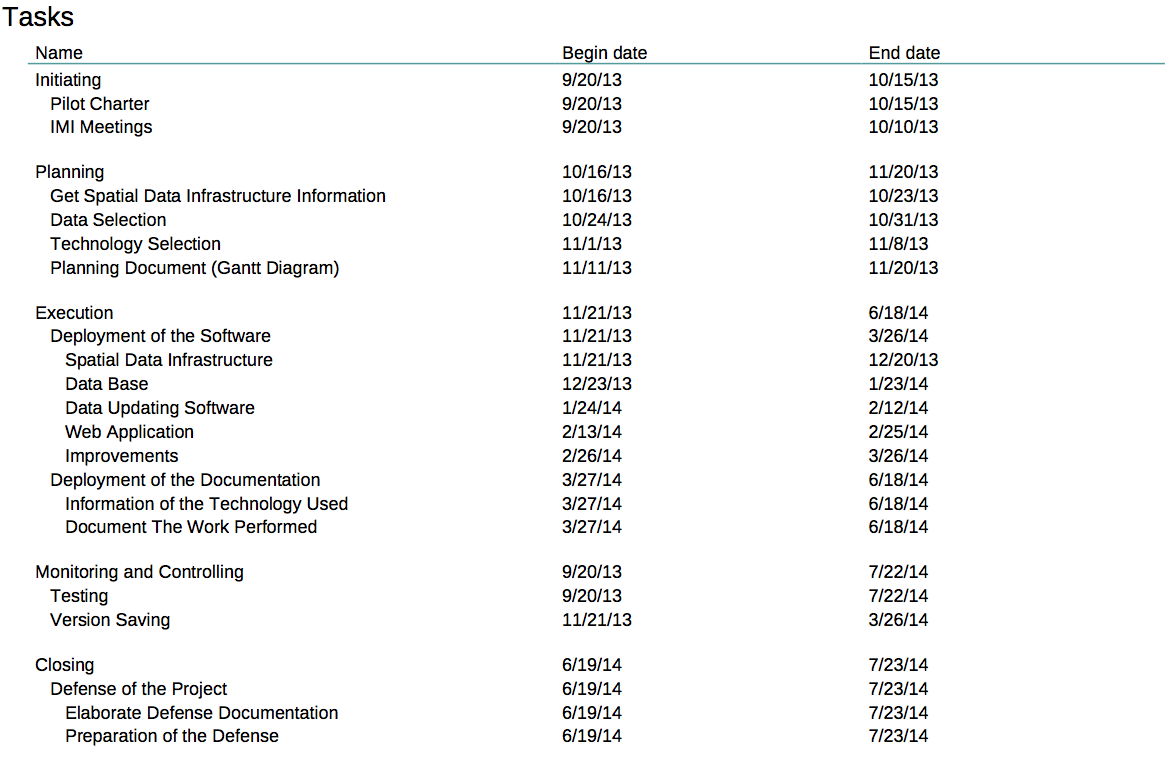 Tasks
Name Begin date End date
Initiating 9/20/13 10/15/13
Pilot Charter 9/20/13 10/15/13
IMI Meetings 9/20/13 10/10/13
Planning 10/16/13 11/20/13
Get Spatial Data Infrastructure Information 10/16/13 10/23/13
Data Selection 10/24/13 10/31/13
Technology Selection 11/1/13 11/8/13
Planning Document (Gantt Diagram) 11/11/13 11/20/13
Execution 11/21/13 6/18/14
Deployment of the Software 11/21/13 3/26/14
Spatial Data Infrastructure 11/21/13 12/20/13
Data Base 12/23/13 1/23/14
Data Updating Software 1/24/14 2/12/14
Web Application 2/13/14 2/25/14
Improvements 2/26/14 3/26/14
Deployment of the Documentation 3/27/14 6/18/14
Information of the Technology Used 3/27/14 6/18/14
Document The Work Performed 3/27/14 6/18/14
Monitoring and Controlling 9/20/13 7/22/14
Testing 9/20/13 7/22/14
Version Saving 11/21/13 3/26/14
Closing 6/19/14 7/23/14
Defense of the Project 6/19/14 7/23/14
Elaborate Defense Documentation 6/19/14 7/23/14
Preparation of the Defense 6/19/14 7/23/14